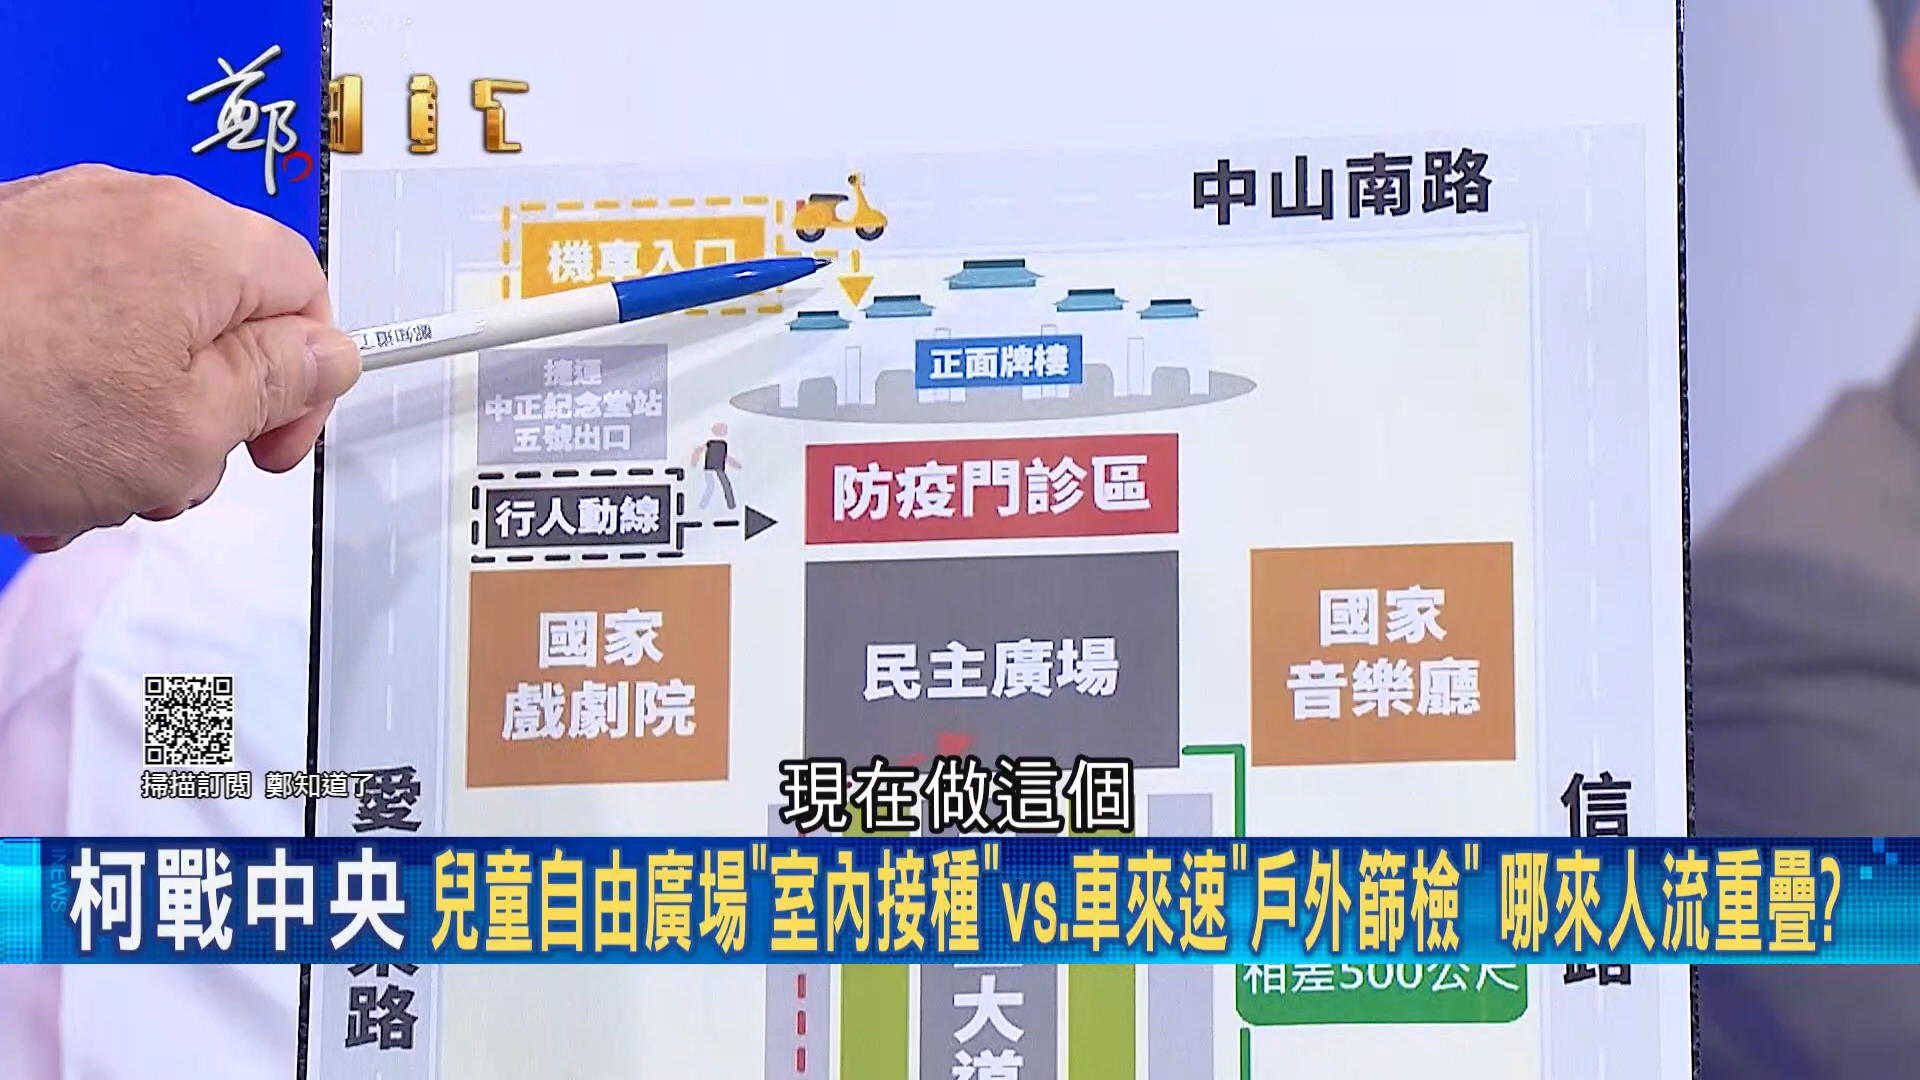 鄭
中山南路
機車入口
正面牌樓
捷運
中正紀念堂站
五號出口
防疫門診區
行人動線
國家
戲劇院
民主廣場
國家
音樂廳
掃描訂閱 鄭知道了
愛
路
信
路
現在做這個
INEWS
柯戰中央 兒童自由廣場"室內接種"vs.車來速"戶外篩檢" 哪來人流重疊?
相差500公尺
大
道